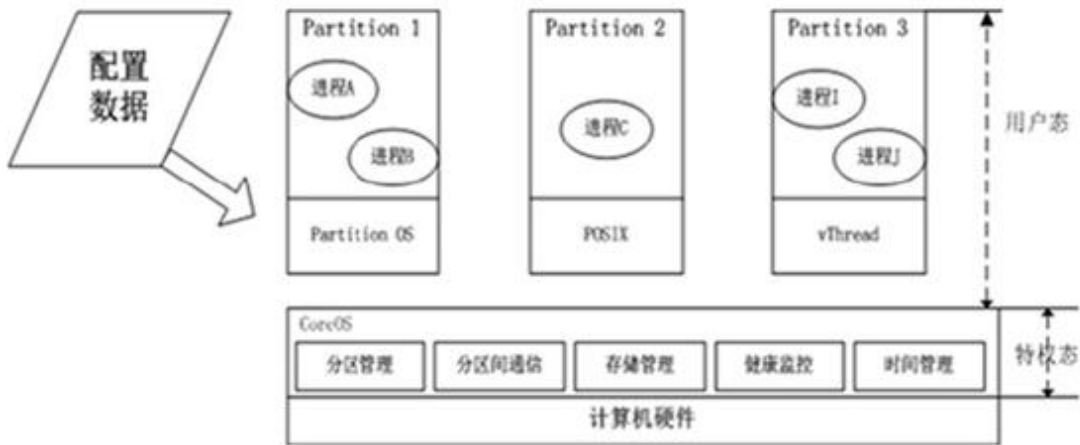 配置
数据
Partition 1
进程A
进程B
Partition OS
Partition 2
进程C
POSIX
Partition 3
进程I
进程J
vThread
用户态
CoreOS
分区管理
分区间通信
存储管理
健康监控
时间管理
特权态
计算机硬件